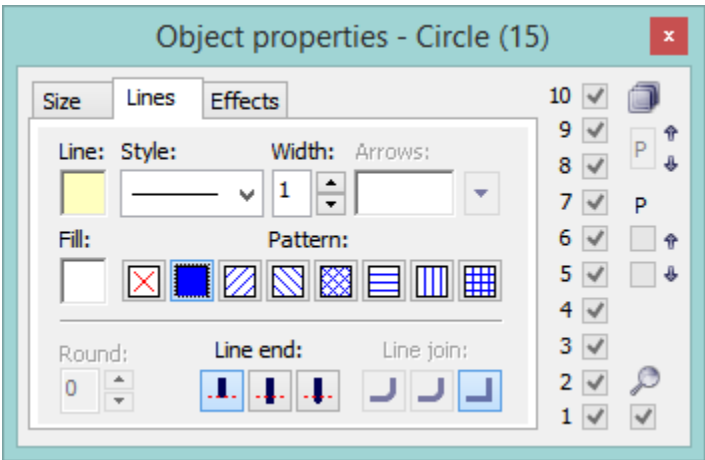 Object properties - Circle (15)
x
Size Lines Effects
Line: Style: Width: Arrows:
1
Fill: Pattern:
Round: Line end: Line join:
0
10
9
8 P
7 P
6
5
4
3
2
1